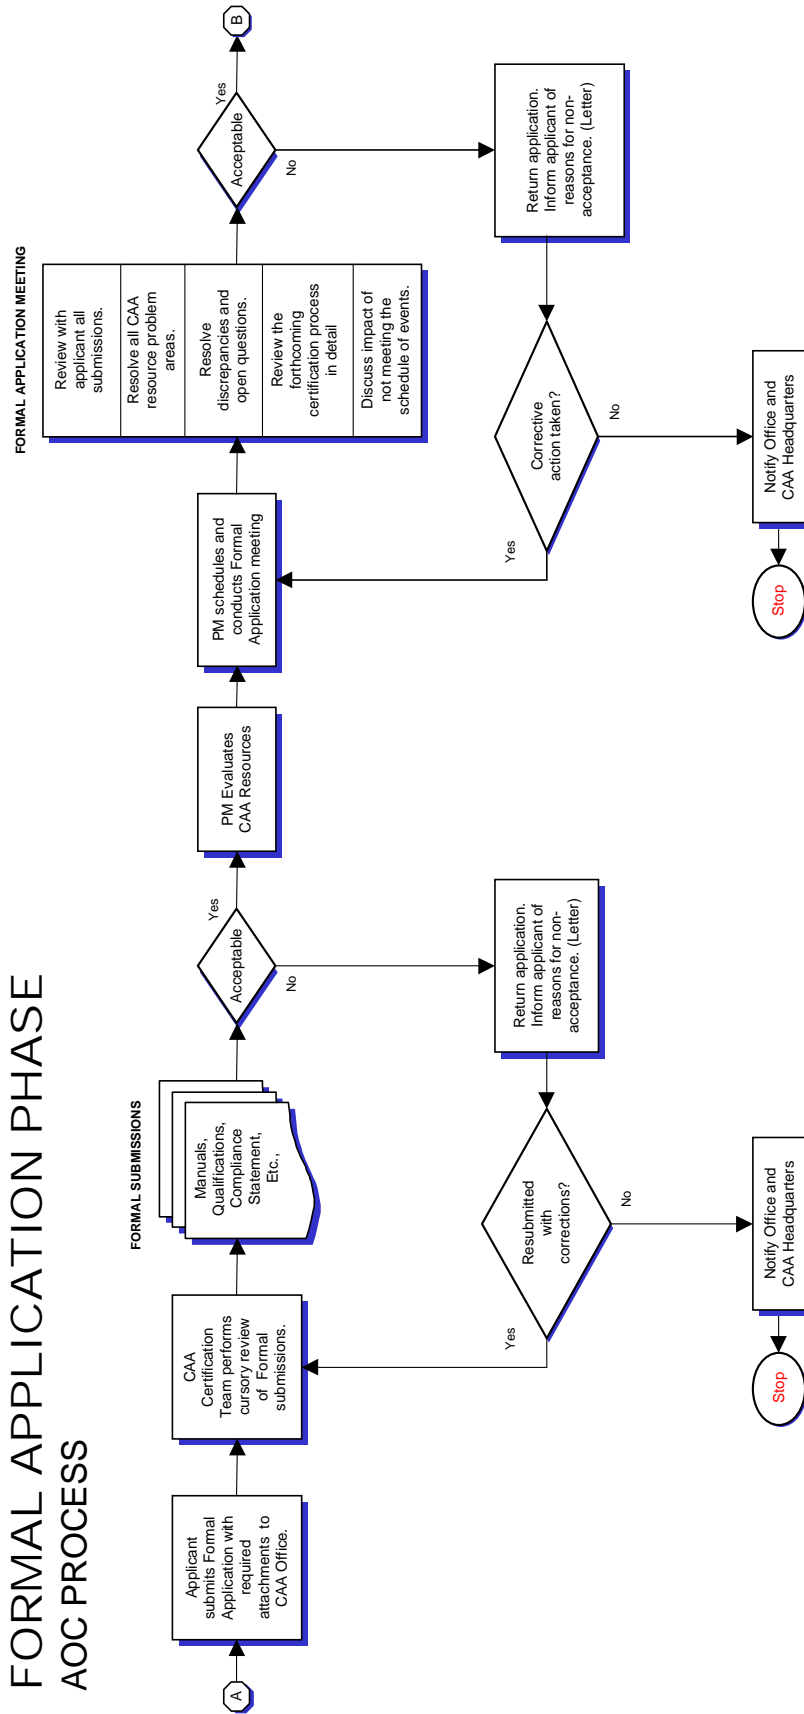 FORMAL APPLICATION PHASE
AOC PROCESS
A
Applicant
submits Formal
Application with
required
attachments to
CAA Office.
CAA
Certification
Team performs
cursory review
of Formal
submissions.
FORMAL SUBMISSIONS
Manuals,
Qualifications,
Compliance
Statement,
Etc.,
Acceptable
Yes
No
PM Evaluates
CAA Resources
PM schedules and
conducts Formal
Application meeting
FORMAL APPLICATION MEETING
Review with
applicant all
submissions.
Resolve all CAA
resource problem
areas.
Resolve
discrepancies and
open questions.
Review the
forthcoming
certification process
in detail
Discuss impact of
not meeting the
schedule of events.
Acceptable
Yes
No
B
Return application.
Inform applicant of
reasons for non-
acceptance. (Letter)
Resubmitted
with
corrections?
Yes
No
Notify Office and
CAA Headquarters
Stop
Return application.
Inform applicant of
reasons for non-
acceptance. (Letter)
Corrective
action taken?
Yes
No
Notify Office and
CAA Headquarters
Stop